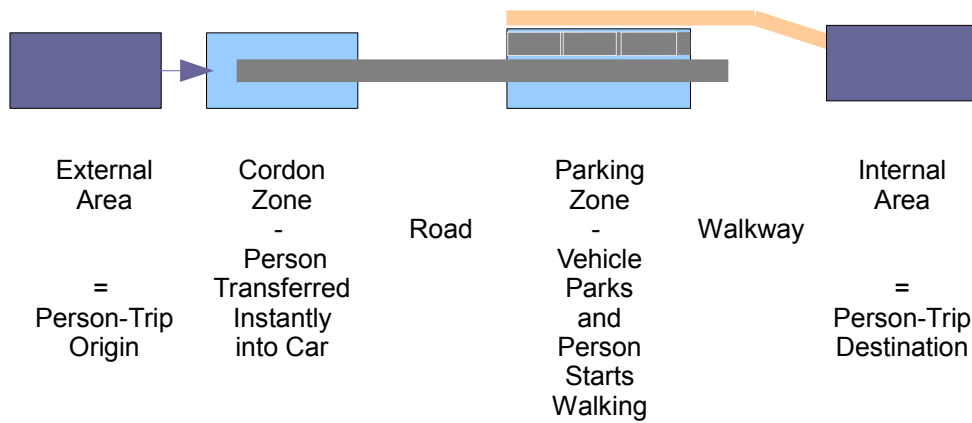 External
Area
=
Person-Trip
Origin
Cordon
Zone
-
Person
Transferred
Instantly
into Car
Road
Parking
Zone
-
Vehicle
Parks
and
Person
Starts
Walking
Walkway
Internal
Area
=
Person-Trip
Destination